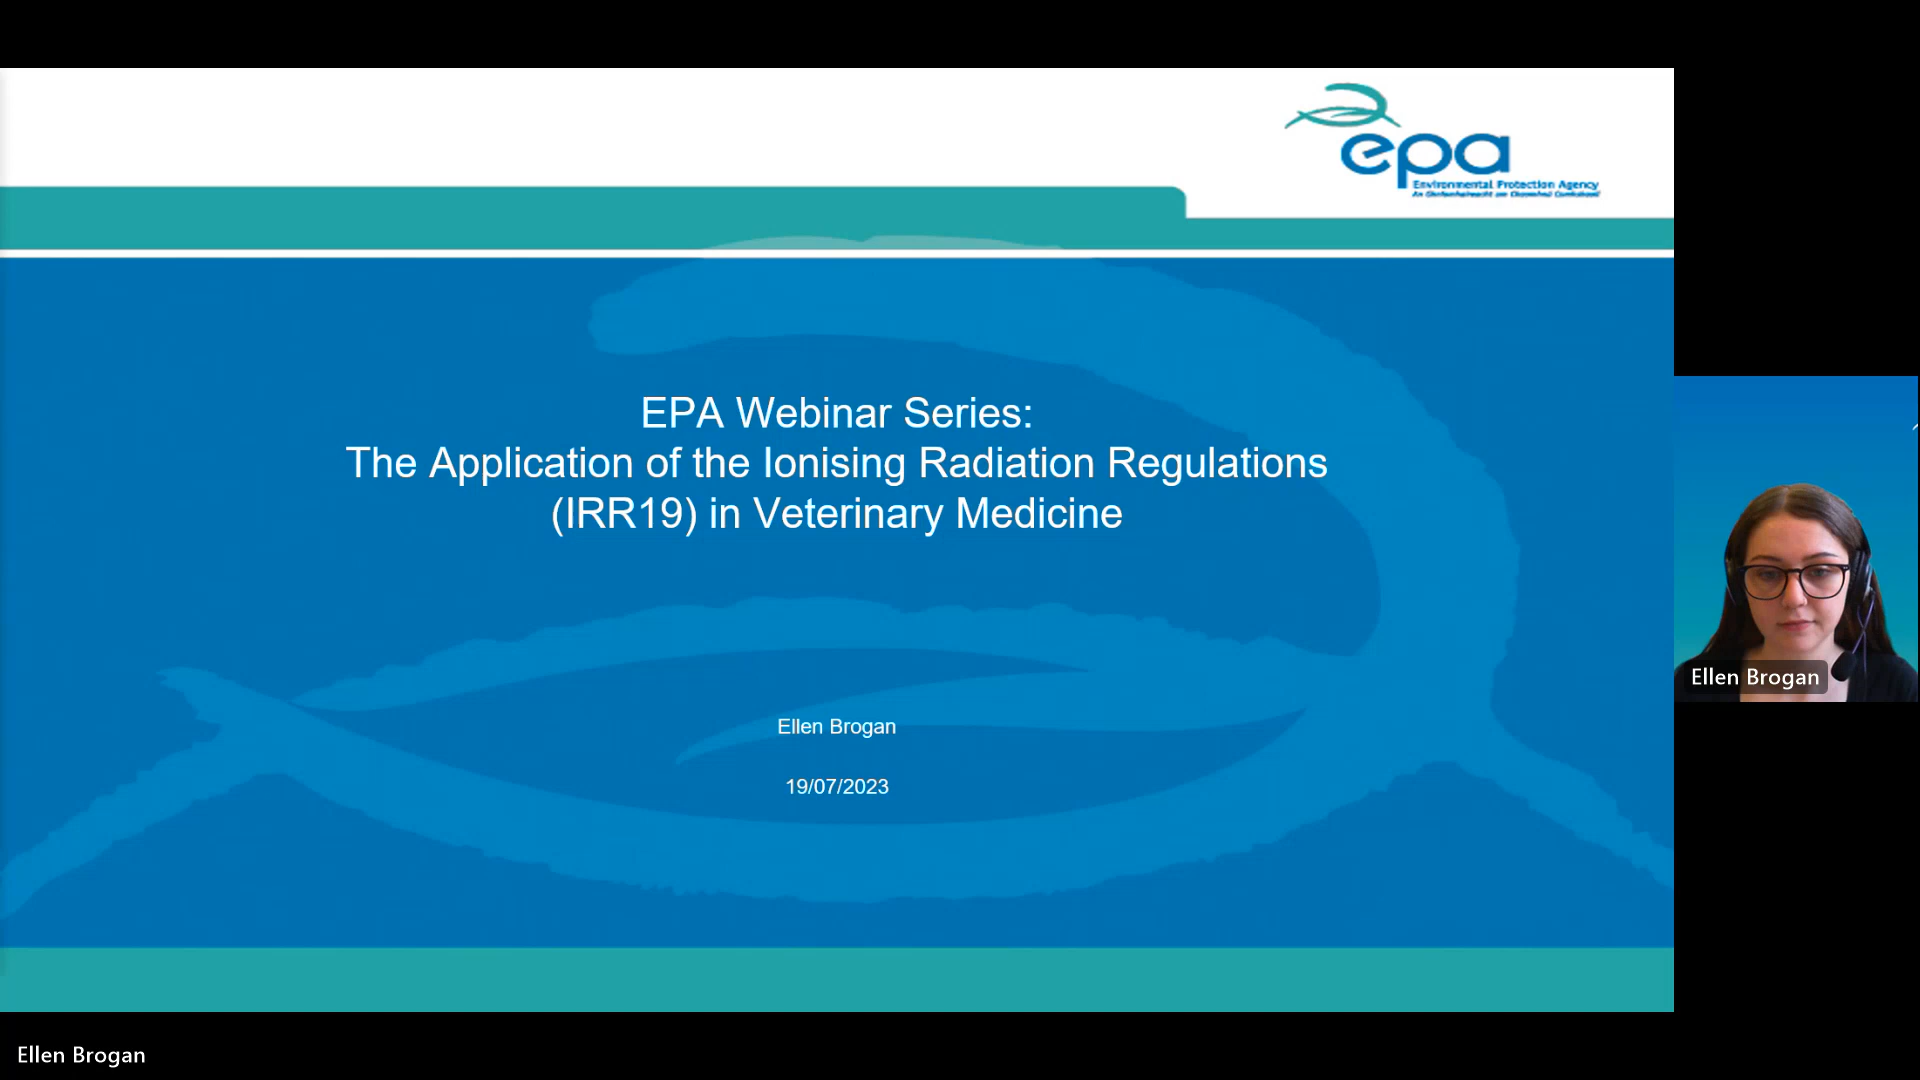 epa
Environmental Protection Agency
EPA Webinar Series:
The Application of the Ionising Radiation Regulations
(IRR19) in Veterinary Medicine
Ellen Brogan
19/07/2023
Ellen Brogan
Ellen Brogan